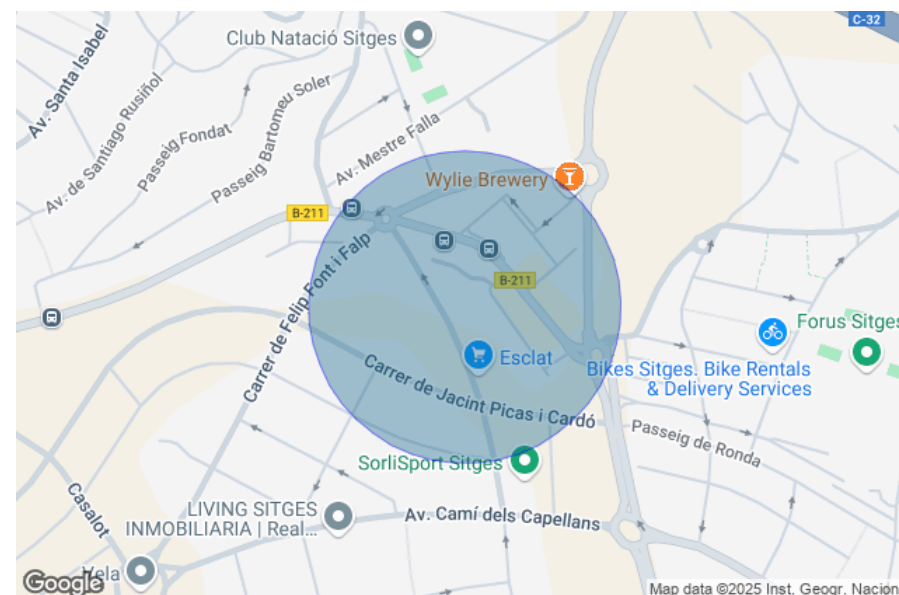 C-32
Club Natació Sitges
Av. Santa Isabel
Av. de Santiago Rusiñol
Passeig Fondat
Passeig Bartomeu Soler
Av. Mestre Falla
Wylie Brewery
B-211
B-211
Carrer de Felip Font i Falp
Esclat
Forus Sitges
Bikes Sitges. Bike Rentals
& Delivery Services
Carrer de Jacint Picas i Cardó
Passeig de Ronda
SorliSport Sitges
Casalot
LIVING SITGES
INMOBILIARIA | Real...
Av. Camí dels Capellans
Vela
Google
Map data ©2025 Inst. Geogr. Nacion